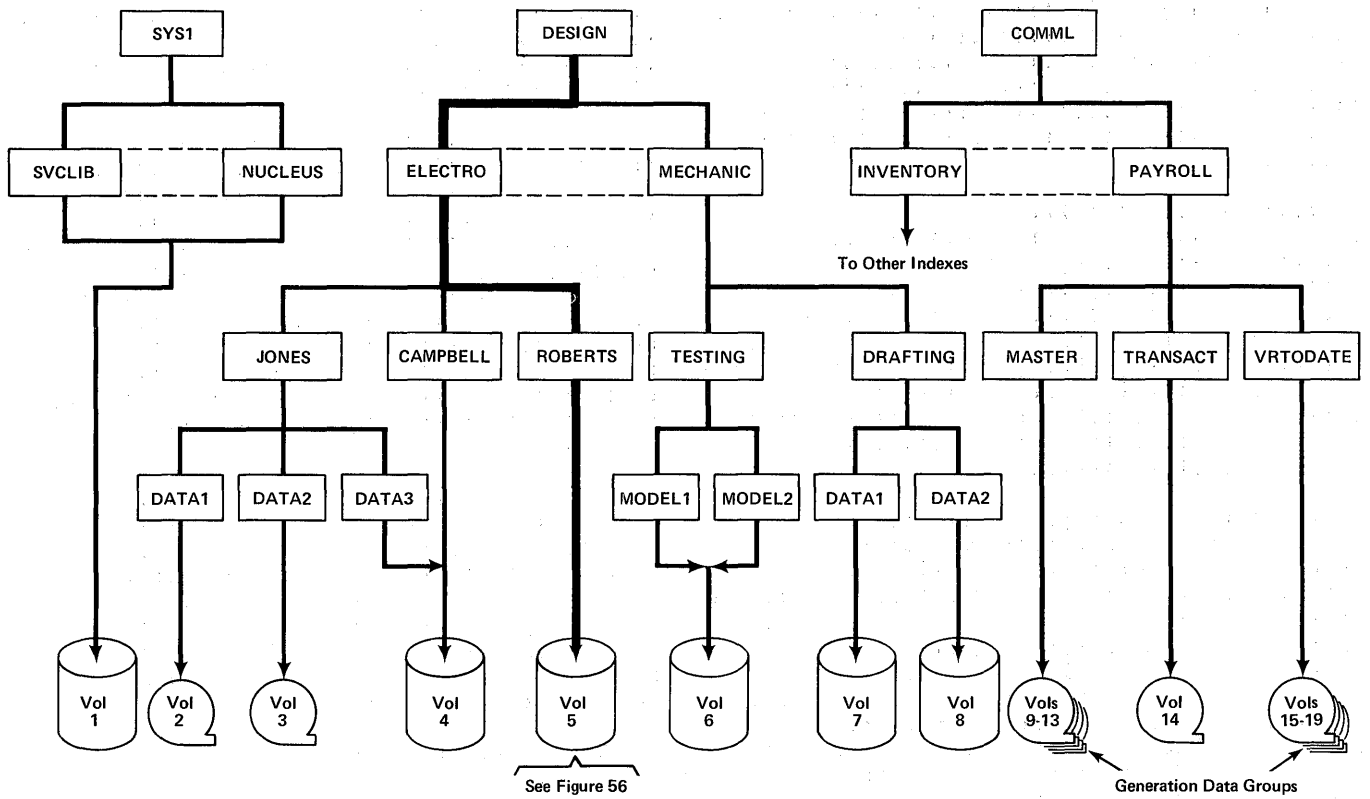 SYS1
DESIGN
COMML
SVCLIB
NUCLEUS
ELECTRO
MECHANIC
INVENTORY
PAYROLL
To Other Indexes
JONES
CAMPBELL
ROBERTS
TESTING
DRAFTING
MASTER
TRANSACT
VRTODATE
DATA1
DATA2
DATA3
MODEL1
MODEL2
DATA1
DATA2
Vol
1
Vol
2
Vol
3
Vol
4
Vol
5
Vol
6
Vol
7
Vol
8
Vols
9-13
Vol
14
Vols
15-19
See Figure 56
Generation Data Groups